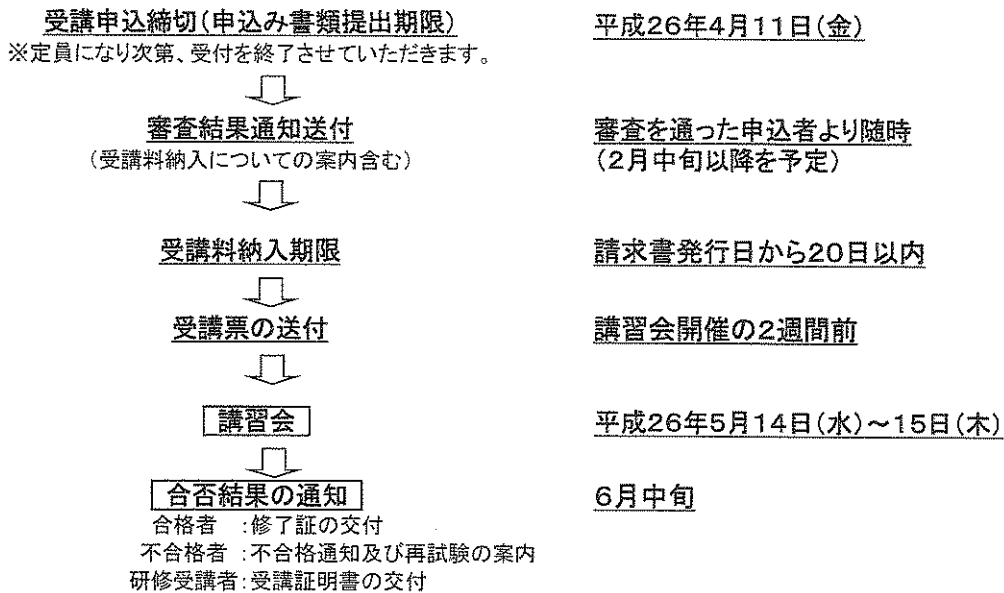 受講申込締切(申込み書類提出期限)
平成26年4月11日(金)
※定員になり次第、受付を終了させていただきます。
審査結果通知送付
審査を通った申込者より随時
(受講料納入についての案内含む)
(2月中旬以降を予定)
受講料納入期限
請求書発行日から20日以内
受講票の送付
講習会開催の2週間前
講習会
平成26年5月14日(水)~15日(木)
合否結果の通知
6月中旬
合格者 :修了証の交付
不合格者 :不合格通知及び再試験の案内
研修受講者:受講証明書の交付